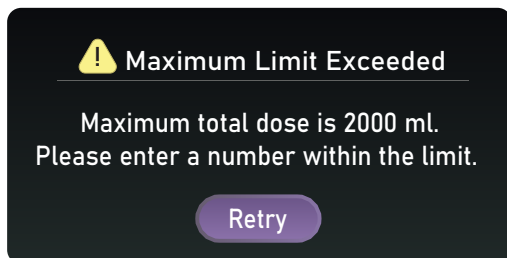 ! Maximum Limit Exceeded
Maximum total dose is 2000 ml.
Please enter a number within the limit.
Retry